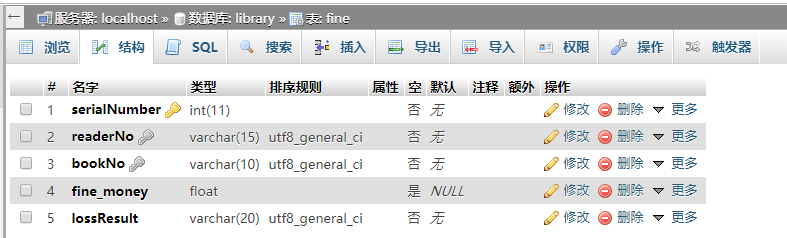 服务器: localhost » 数据库: library » 表: fine
浏览 结构 SQL 搜索 插入 导出 导入 权限 操作 触发器
# 名字 类型 排序规则 属性 空 默认 注释 额外 操作
1 serialNumber int(11) 否 无 修改 删除 更多
2 readerNo varchar(15) utf8_general_ci 否 无 修改 删除 更多
3 bookNo varchar(10) utf8_general_ci 否 无 修改 删除 更多
4 fine_money float 是 NULL 修改 删除 更多
5 lossResult varchar(20) utf8_general_ci 否 无 修改 删除 更多